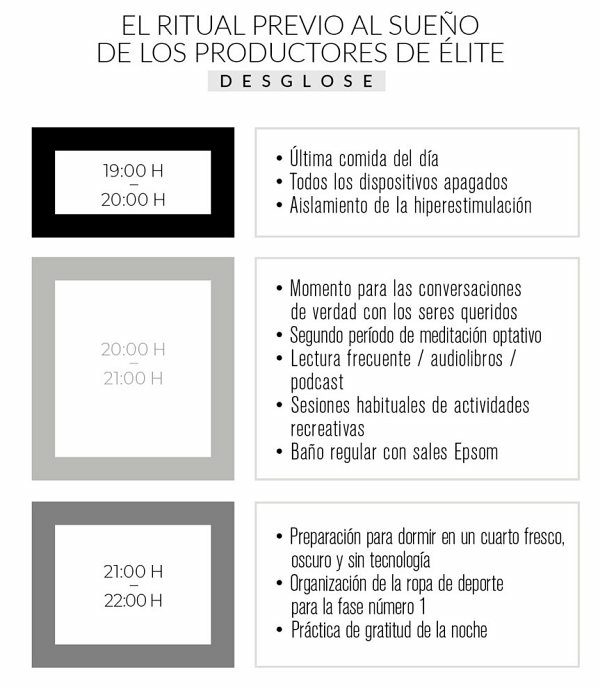 EL RITUAL PREVIO AL SUEÑO
DE LOS PRODUCTORES DE ÉLITE
DESGLOSE
19:00 H
–
20:00 H
• Última comida del día
• Todos los dispositivos apagados
• Aislamiento de la hiperestimulación
20:00 H
–
21:00 H
• Momento para las conversaciones
de verdad con los seres queridos
• Segundo período de meditación optativo
• Lectura frecuente / audiolibros /
podcast
• Sesiones habituales de actividades
recreativas
• Baño regular con sales Epsom
21:00 H
–
22:00 H
• Preparación para dormir en un cuarto fresco,
oscuro y sin tecnología
• Organización de la ropa de deporte
para la fase número 1
• Práctica de gratitud de la noche